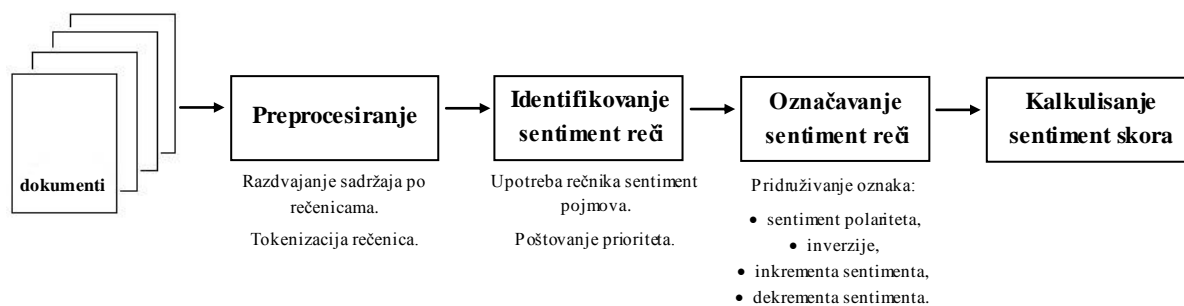 dokumenti
Preprocesiranje
Razdvajanje sadržaja po
rečenicama.
Tokenizacija rečenica.
Identifikovanje
sentiment reči
Upotreba rečnika sentiment
pojmova.
Poštovanje prioriteta.
Označavanje
sentiment reči
Pridruživanje oznaka:
• sentiment polariteta,
• inverzije,
• inkrementa sentimenta,
• dekrementa sentimenta.
Kalkulisanje
sentiment skora